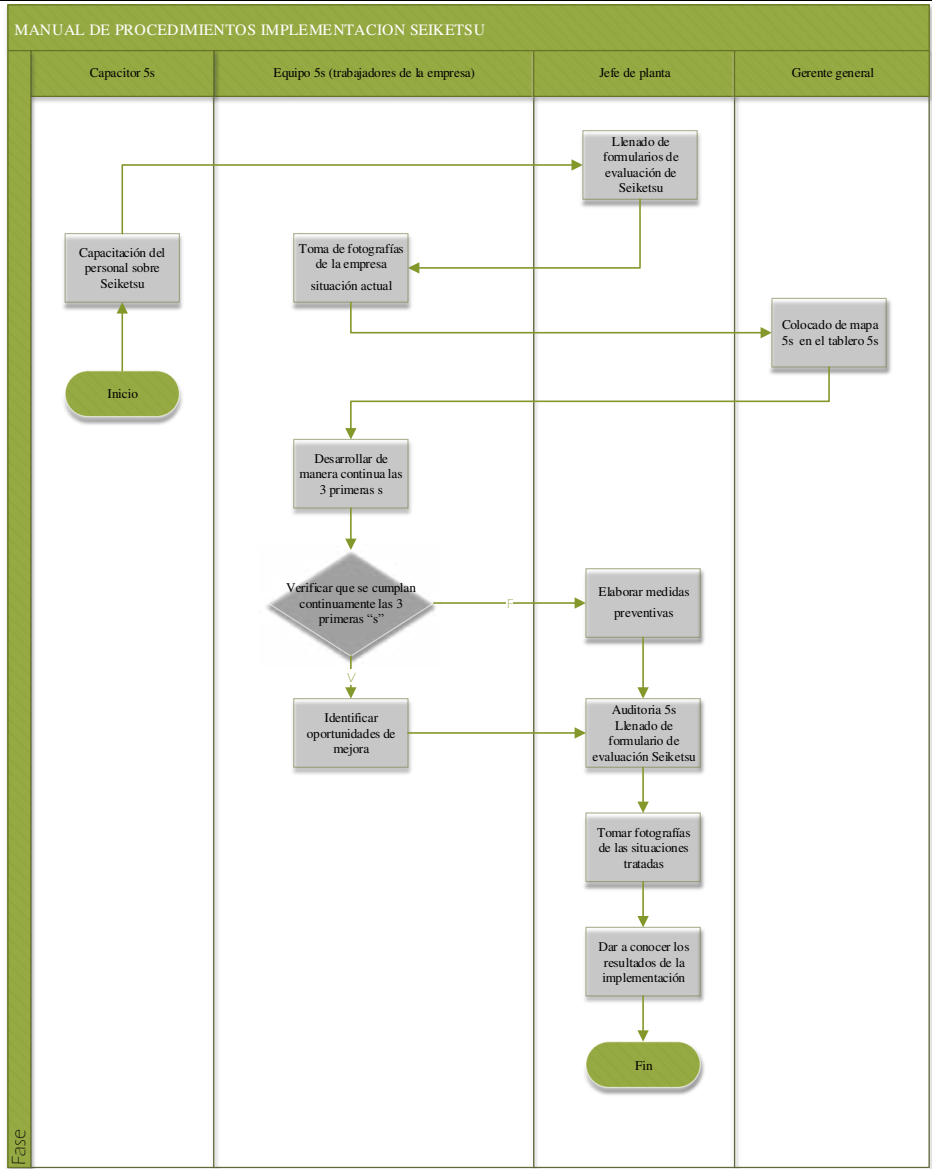 MANUAL DE PROCEDIMIENTOS IMPLEMENTACION SEIKETSU
Capacitor 5s
Equipo 5s (trabajadores de la empresa)
Jefe de planta
Gerente general
Llenado de
formularios de
evaluación de
Seiketsu
Capacitación del
personal sobre
Seiketsu
Toma de fotografías
de la empresa
situación actual
Colocado de mapa
5s en el tablero 5s
Inicio
Desarrollar de
manera continua las
3 primeras s
Verificar que se cumplan
continuamente las 3
primeras “s”
F
Elaborar medidas
preventivas
V
Identificar
oportunidades de
mejora
Auditoria 5s
Llenado de
formulario de
evaluación Seiketsu
Tomar fotografías
de las situaciones
tratadas
Dar a conocer los
resultados de la
implementación
Fin
Fase